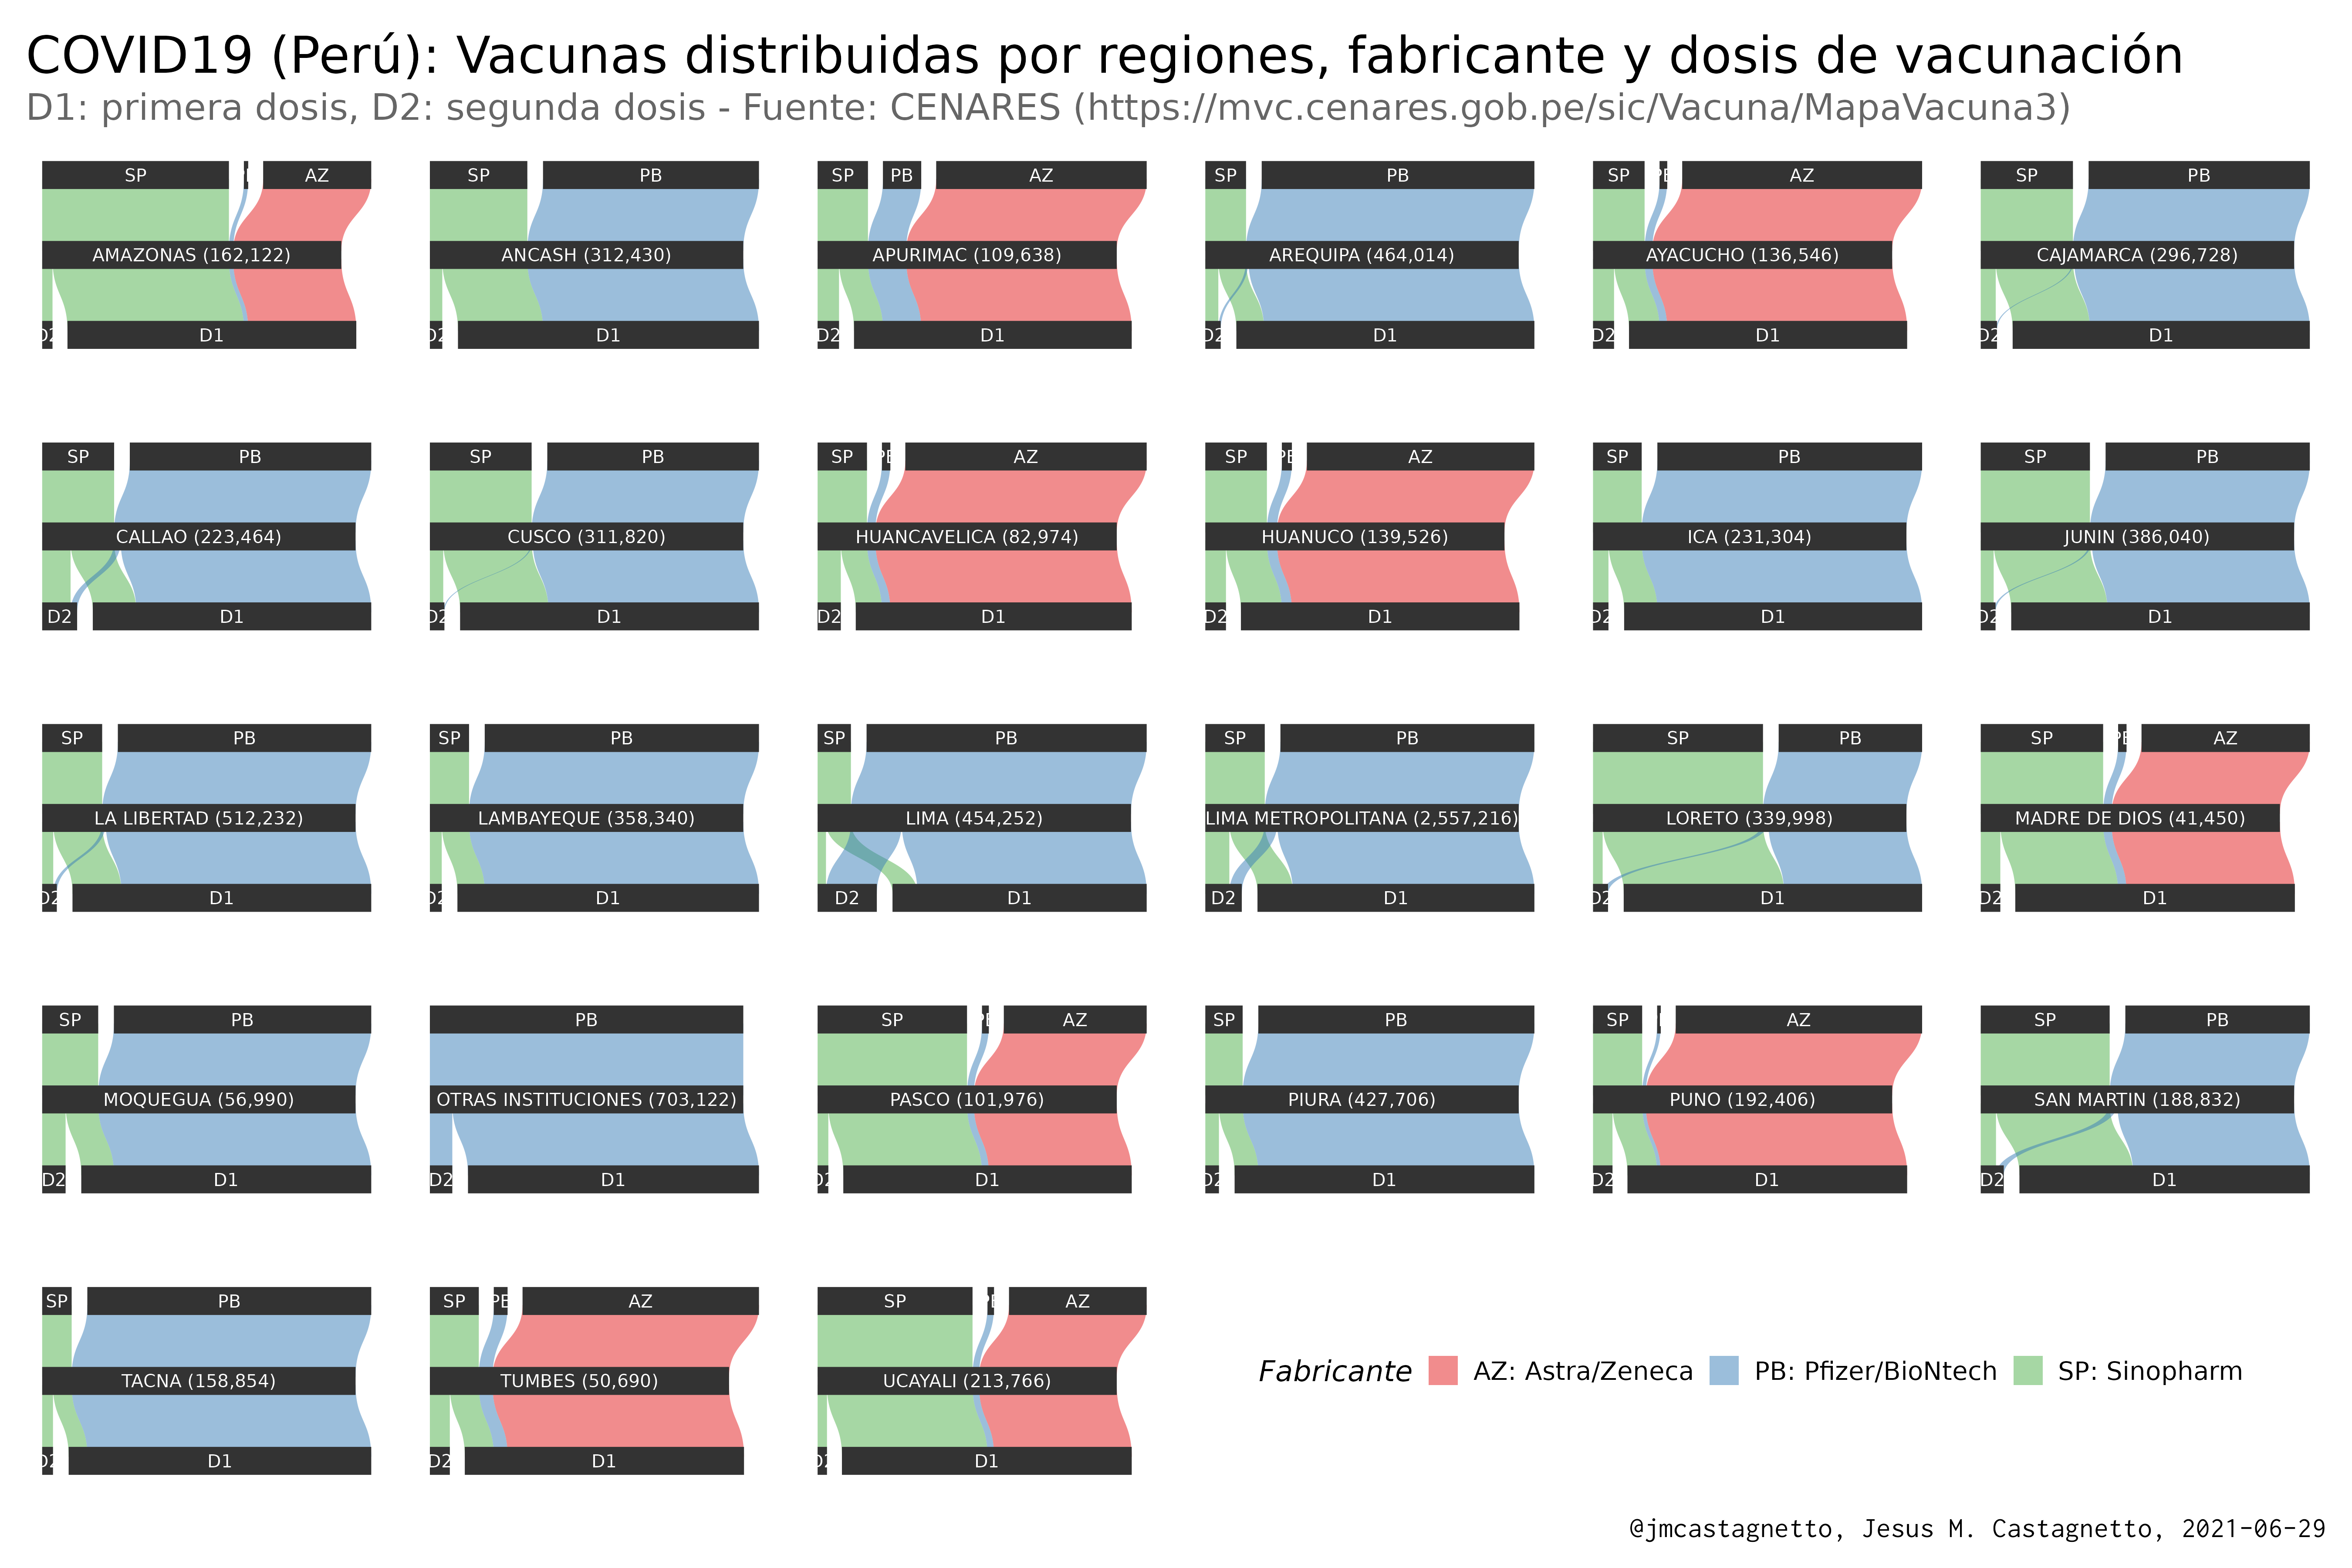 COVID19 (Perú): Vacunas distribuidas por regiones, fabricante y dosis de vacunación
D1: primera dosis, D2: segunda dosis - Fuente: CENARES (https://mvc.cenares.gob.pe/sic/Vacuna/MapaVacuna3)
SP PB AZ
AMAZONAS (162,122)
D2 D1
SP PB
ANCASH (312,430)
D2 D1
SP PB AZ
APURIMAC (109,638)
D2 D1
SP PB
AREQUIPA (464,014)
D2 D1
SP PB AZ
AYACUCHO (136,546)
D2 D1
SP PB
CAJAMARCA (296,728)
D2 D1
SP PB
CALLAO (223,464)
D2 D1
SP PB
CUSCO (311,820)
D2 D1
SP PB AZ
HUANCAVELICA (82,974)
D2 D1
SP PB AZ
HUANUCO (139,526)
D2 D1
SP PB
ICA (231,304)
D2 D1
SP PB
JUNIN (386,040)
D2 D1
SP PB
LA LIBERTAD (512,232)
D2 D1
SP PB
LAMBAYEQUE (358,340)
D2 D1
SP PB
LIMA (454,252)
D2 D1
SP PB
LIMA METROPOLITANA (2,557,216)
D2 D1
SP PB
LORETO (339,998)
D2 D1
SP PB AZ
MADRE DE DIOS (41,450)
D2 D1
SP PB
MOQUEGUA (56,990)
D2 D1
PB
OTRAS INSTITUCIONES (703,122)
D2 D1
SP PB AZ
PASCO (101,976)
D2 D1
SP PB
PIURA (427,706)
D2 D1
SP PB AZ
PUNO (192,406)
D2 D1
SP PB
SAN MARTIN (188,832)
D2 D1
SP PB
TACNA (158,854)
D2 D1
SP PB AZ
TUMBES (50,690)
D2 D1
SP PB AZ
UCAYALI (213,766)
D2 D1
Fabricante AZ: Astra/Zeneca PB: Pfizer/BioNtech SP: Sinopharm
@jmcastagnetto, Jesus M. Castagnetto, 2021-06-29